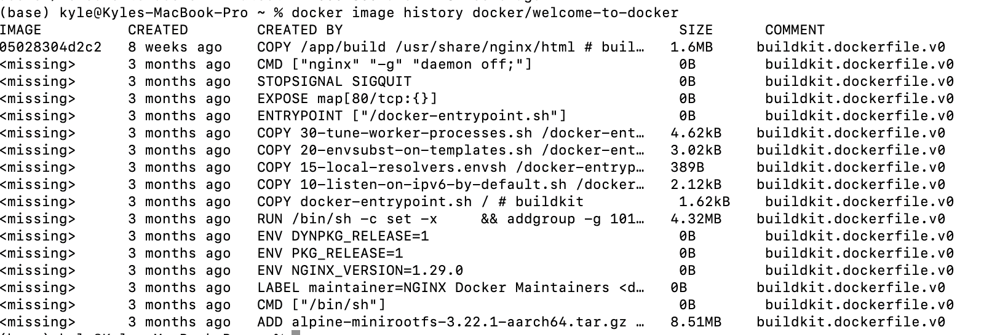 (base) kyle@Kyles-MacBook-Pro ~ % docker image history docker/welcome-to-docker
IMAGE CREATED CREATED BY SIZE COMMENT
05028304d2c2 8 weeks ago COPY /app/build /usr/share/nginx/html # buil… 1.6MB buildkit.dockerfile.v0
<missing> 3 months ago CMD ["nginx" "-g" "daemon off;"] 0B buildkit.dockerfile.v0
<missing> 3 months ago STOPSIGNAL SIGQUIT 0B buildkit.dockerfile.v0
<missing> 3 months ago EXPOSE map[80/tcp:{}] 0B buildkit.dockerfile.v0
<missing> 3 months ago ENTRYPOINT ["/docker-entrypoint.sh"] 0B buildkit.dockerfile.v0
<missing> 3 months ago COPY 30-tune-worker-processes.sh /docker-ent… 4.62kB buildkit.dockerfile.v0
<missing> 3 months ago COPY 20-envsubst-on-templates.sh /docker-ent… 3.02kB buildkit.dockerfile.v0
<missing> 3 months ago COPY 15-local-resolvers.envsh /docker-entryp… 389B buildkit.dockerfile.v0
<missing> 3 months ago COPY 10-listen-on-ipv6-by-default.sh /docker… 2.12kB buildkit.dockerfile.v0
<missing> 3 months ago COPY docker-entrypoint.sh / # buildkit 1.62kB buildkit.dockerfile.v0
<missing> 3 months ago RUN /bin/sh -c set -x && addgroup -g 101… 4.32MB buildkit.dockerfile.v0
<missing> 3 months ago ENV DYNPKG_RELEASE=1 0B buildkit.dockerfile.v0
<missing> 3 months ago ENV PKG_RELEASE=1 0B buildkit.dockerfile.v0
<missing> 3 months ago ENV NGINX_VERSION=1.29.0 0B buildkit.dockerfile.v0
<missing> 3 months ago LABEL maintainer=NGINX Docker Maintainers <d… 0B buildkit.dockerfile.v0
<missing> 3 months ago CMD ["/bin/sh"] 0B buildkit.dockerfile.v0
<missing> 3 months ago ADD alpine-minirootfs-3.22.1-aarch64.tar.gz … 8.51MB buildkit.dockerfile.v0